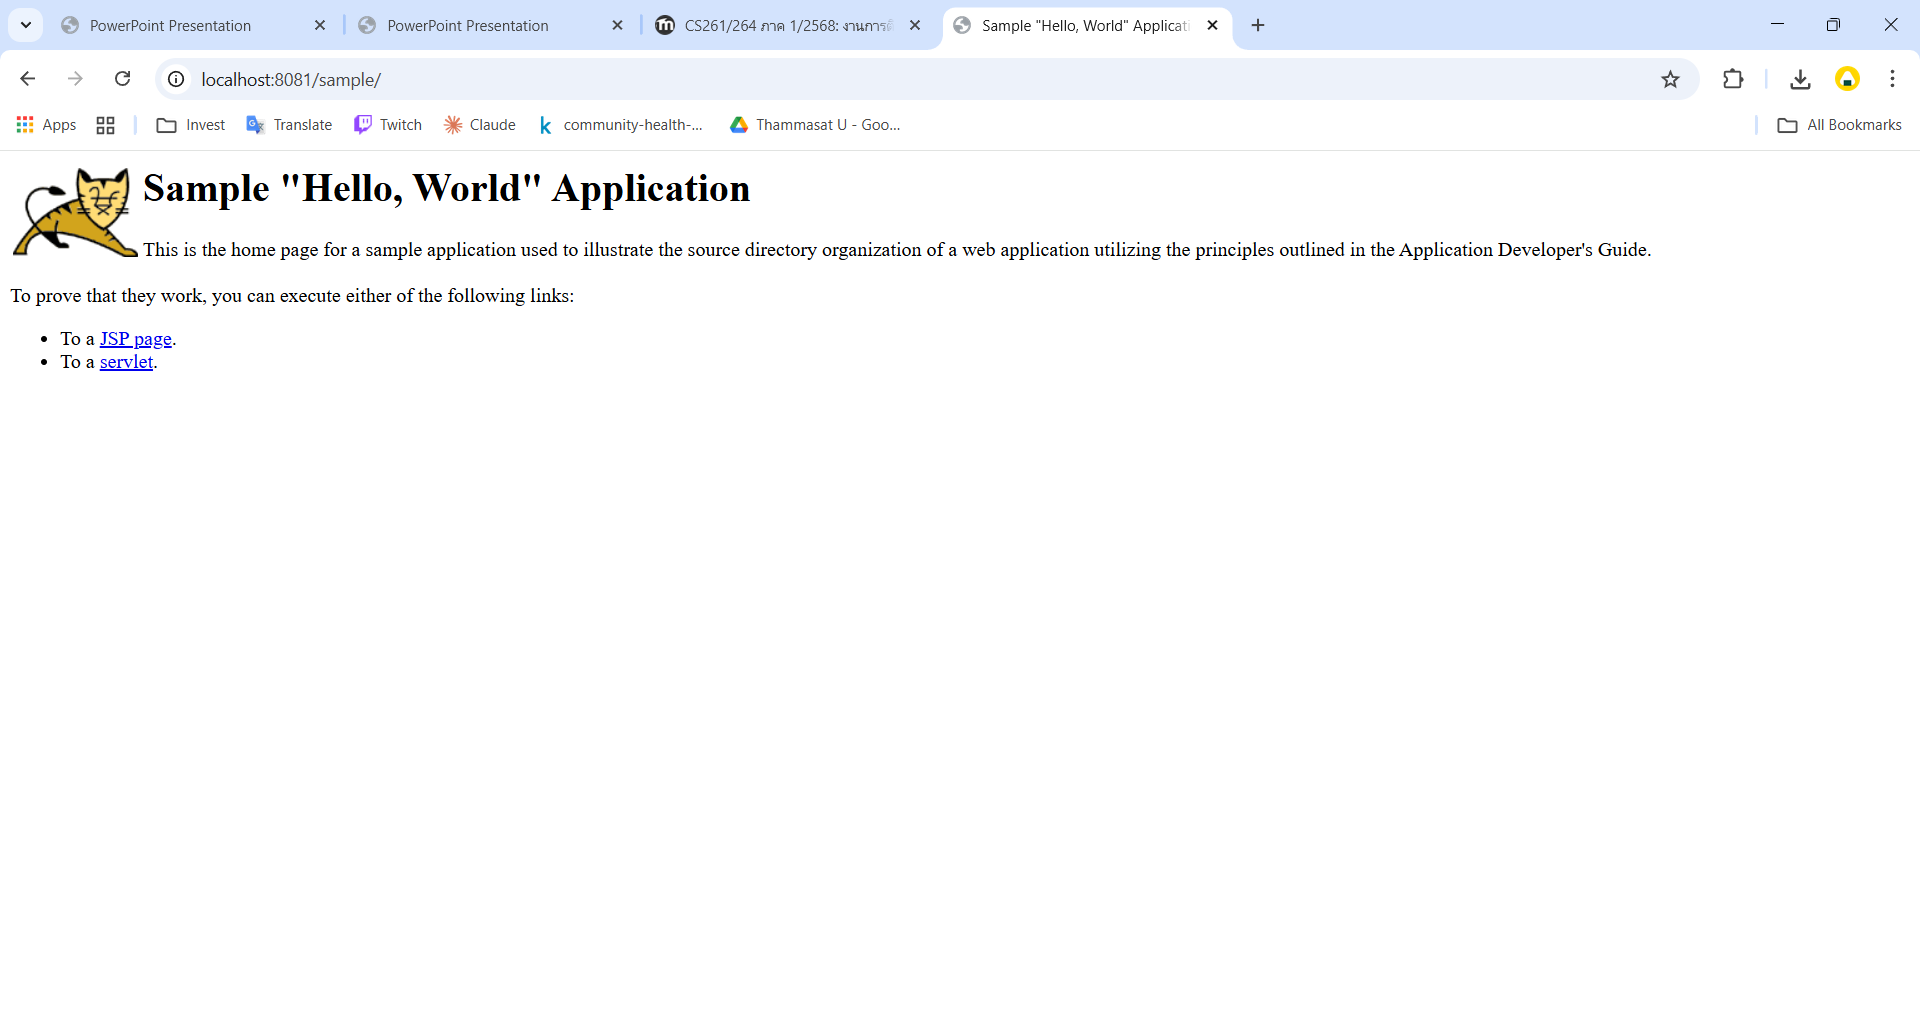 PowerPoint Presentation
PowerPoint Presentation
CS261/264 ภาค 1/2568: งานการ
Sample "Hello, World" Applicati
localhost:8081/sample/
Apps
Invest
Translate
Twitch
Claude
community-health-...
Thammasat U - Goo...
All Bookmarks
Sample "Hello, World" Application
This is the home page for a sample application used to illustrate the source directory organization of a web application utilizing the principles outlined in the Application Developer's Guide.
To prove that they work, you can execute either of the following links:
• To a JSP page.
• To a servlet.